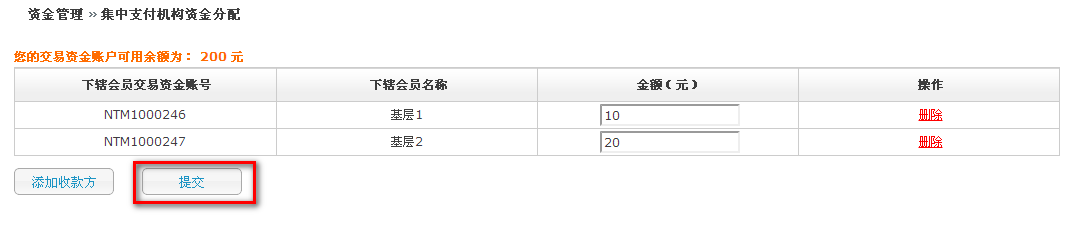 资金管理 » 集中支付机构资金分配
您的交易资金账户可用余额为： 200 元
下辖会员交易资金账号 下辖会员名称 金额（元） 操作
NTM1000246 基层1 10 删除
NTM1000247 基层2 20 删除
添加收款方 提交